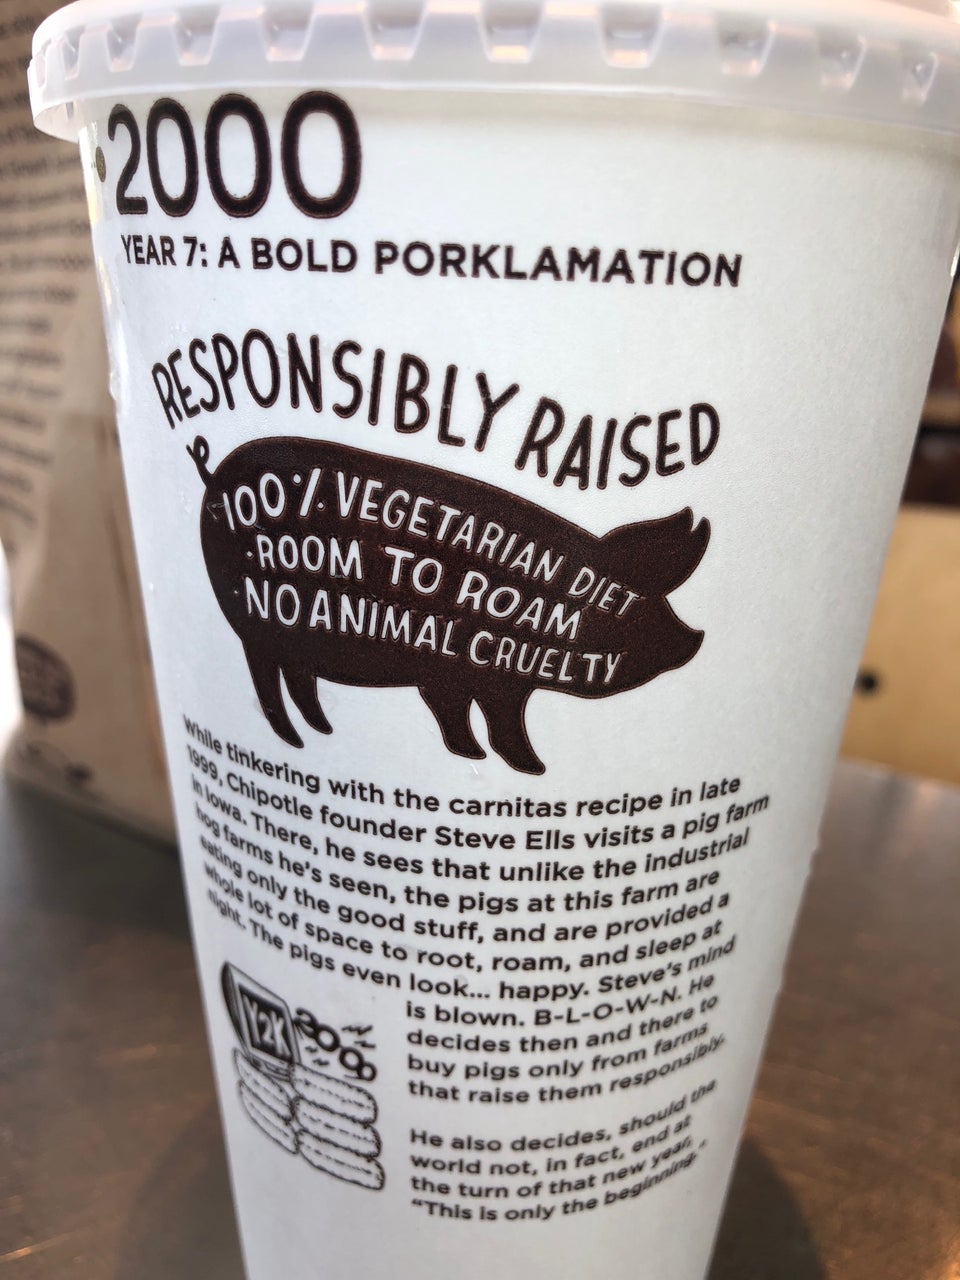 2000
YEAR 7: A BOLD PORKLAMATION
RESPONSIBLY RAISED
100% VEGETARIAN DIET
·ROOM TO ROAM
·NO ANIMAL CRUELTY
While tinkering with the carnitas recipe in late
1999, Chipotle founder Steve Ells visits a pig farm
in Iowa. There, he sees that unlike the industrial
hog farms he's seen, the pigs at this farm are
eating only the good stuff, and are provided a
whole lot of space to root, roam, and sleep at
night. The pigs even look... happy. Steve's mind
is blown. B-L-O-W-N. He
decides then and there to
buy pigs only from farms
that raise them responsibly.
Y2K
2000
He also decides, should the
world not, in fact, end at
the turn of that new year,
"This is only the beginning."